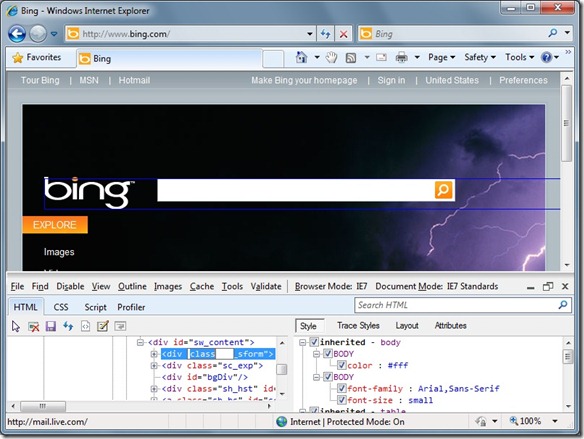 Bing - Windows Internet Explorer
http://www.bing.com/
Bing
Favorites
Bing
Page
Safety
Tools
Tour Bing | MSN | Hotmail
Make Bing your homepage | Sign in | United States | Preferences
bing™
EXPLORE
Images
File Find Disable View Outline Images Cache Tools Validate Browser Mode: IE7 Document Mode: IE7 Standards
HTML CSS Script Profiler
Search HTML
Style Trace Styles Layout Attributes
<div id="sw_content">
<div class _sform">
<div class="sc_exp">
<div id="bgDiv"/>
<div class="sh_hst" id=
inherited - body
BODY
color : #fff
BODY
font-family : Arial,Sans-Serif
font-size : small
inherited - table
http://mail.live.com/
Internet | Protected Mode: On
100%